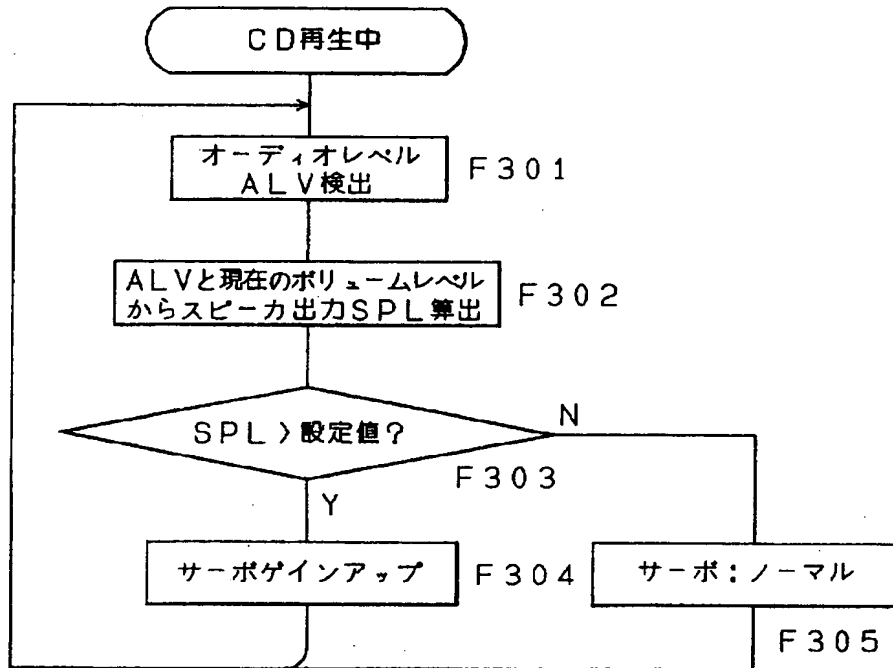 CD再生中
オーディオレベル
ALV検出
F301
ALVと現在のボリュームレベル
からスピーカ出力SPL算出
F302
SPL>設定値?
N
F303
Y
サーボゲインアップ
F304
サーボ:ノーマル
F305